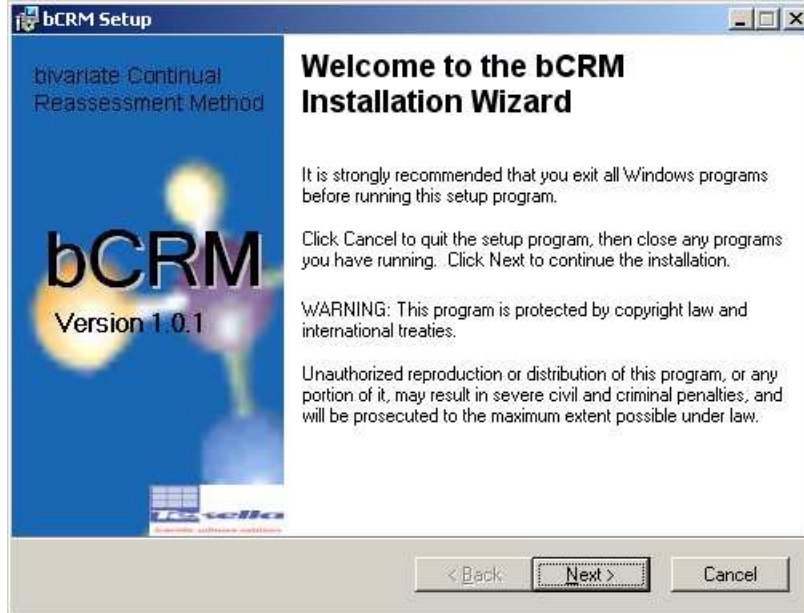 bCRM Setup
bivariate Continual
Reassessment Method
bCRM
Version 1.0.1
Welcome to the bCRM
Installation Wizard
It is strongly recommended that you exit all Windows programs
before running this setup program.
Click Cancel to quit the setup program, then close any programs
you have running. Click Next to continue the installation.
WARNING: This program is protected by copyright law and
international treaties.
Unauthorized reproduction or distribution of this program, or any
portion of it, may result in severe civil and criminal penalties, and
will be prosecuted to the maximum extent possible under law.
< Back
Next >
Cancel